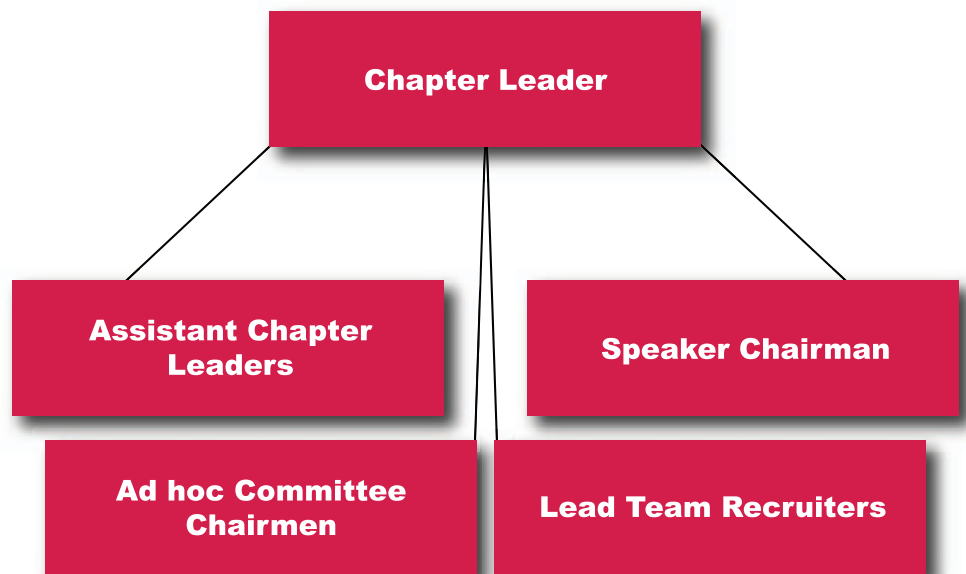 Chapter Leader
Assistant Chapter
Leaders
Speaker Chairman
Ad hoc Committee
Chairmen
Lead Team Recruiters